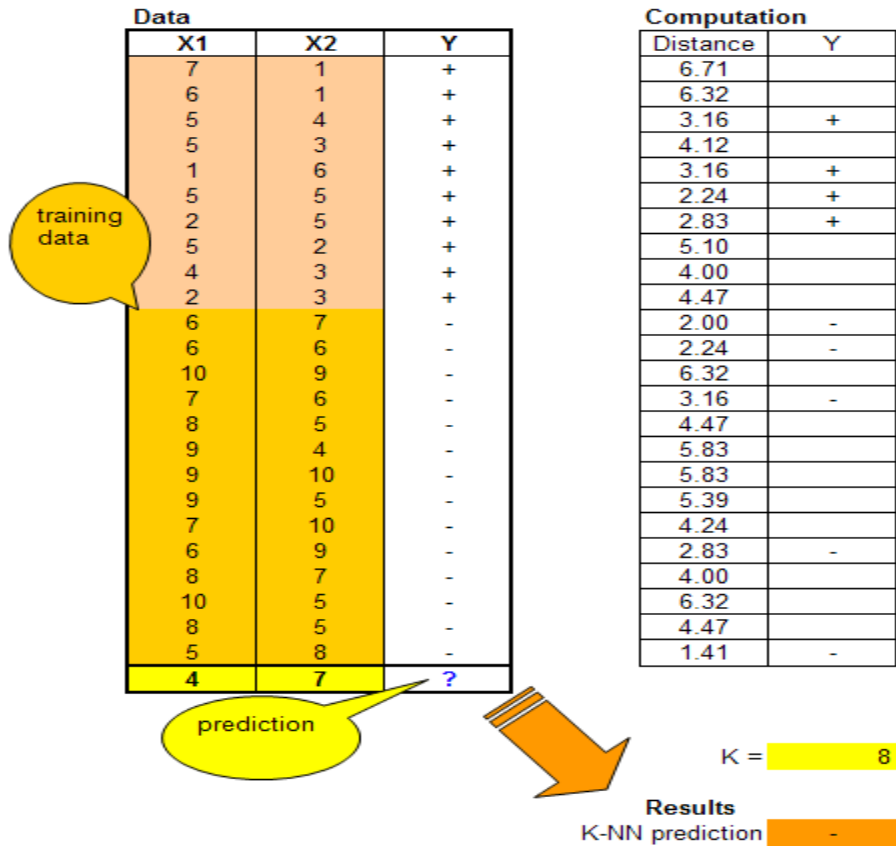 Data Computation
X1 X2 Y Distance Y
7 1 + 6.71
6 1 + 6.32
5 4 + 3.16 +
5 3 + 4.12
1 6 + 3.16 +
5 5 + 2.24 +
training 2 5 + 2.83 +
data 5 2 + 5.10
4 3 + 4.00
2 3 + 4.47
6 7 - 2.00 -
6 6 - 2.24 -
10 9 - 6.32
7 6 - 3.16 -
8 5 - 4.47
9 4 - 5.83
9 10 - 5.83
9 5 - 5.39
7 10 - 4.24
6 9 - 2.83 -
8 7 - 4.00
10 5 - 6.32
8 5 - 4.47
5 8 - 1.41 -
4 7 ?
prediction
K = 8
Results
K-NN prediction -